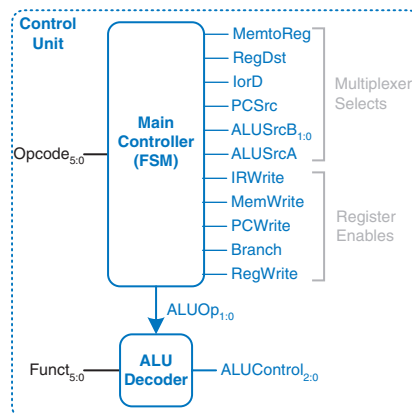 Control
Unit
MemtoReg
RegDst
IorD
PCSrc
ALUSrcB1:0
ALUSrcA
Multiplexer
Selects
Main
Controller
(FSM)
Opcode5:0
IRWrite
MemWrite
PCWrite
Branch
RegWrite
Register
Enables
ALUOp1:0
Funct5:0
ALU
Decoder
ALUControl2:0